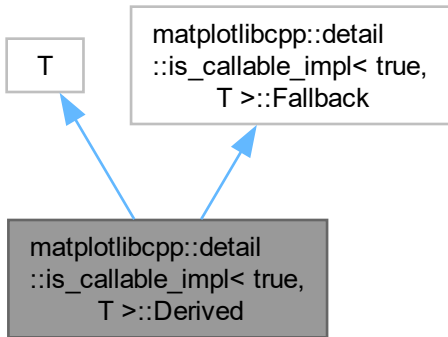 T
matplotlibcpp::detail
::is_callable_impl< true,
T >::Fallback
matplotlibcpp::detail
::is_callable_impl< true,
T >::Derived